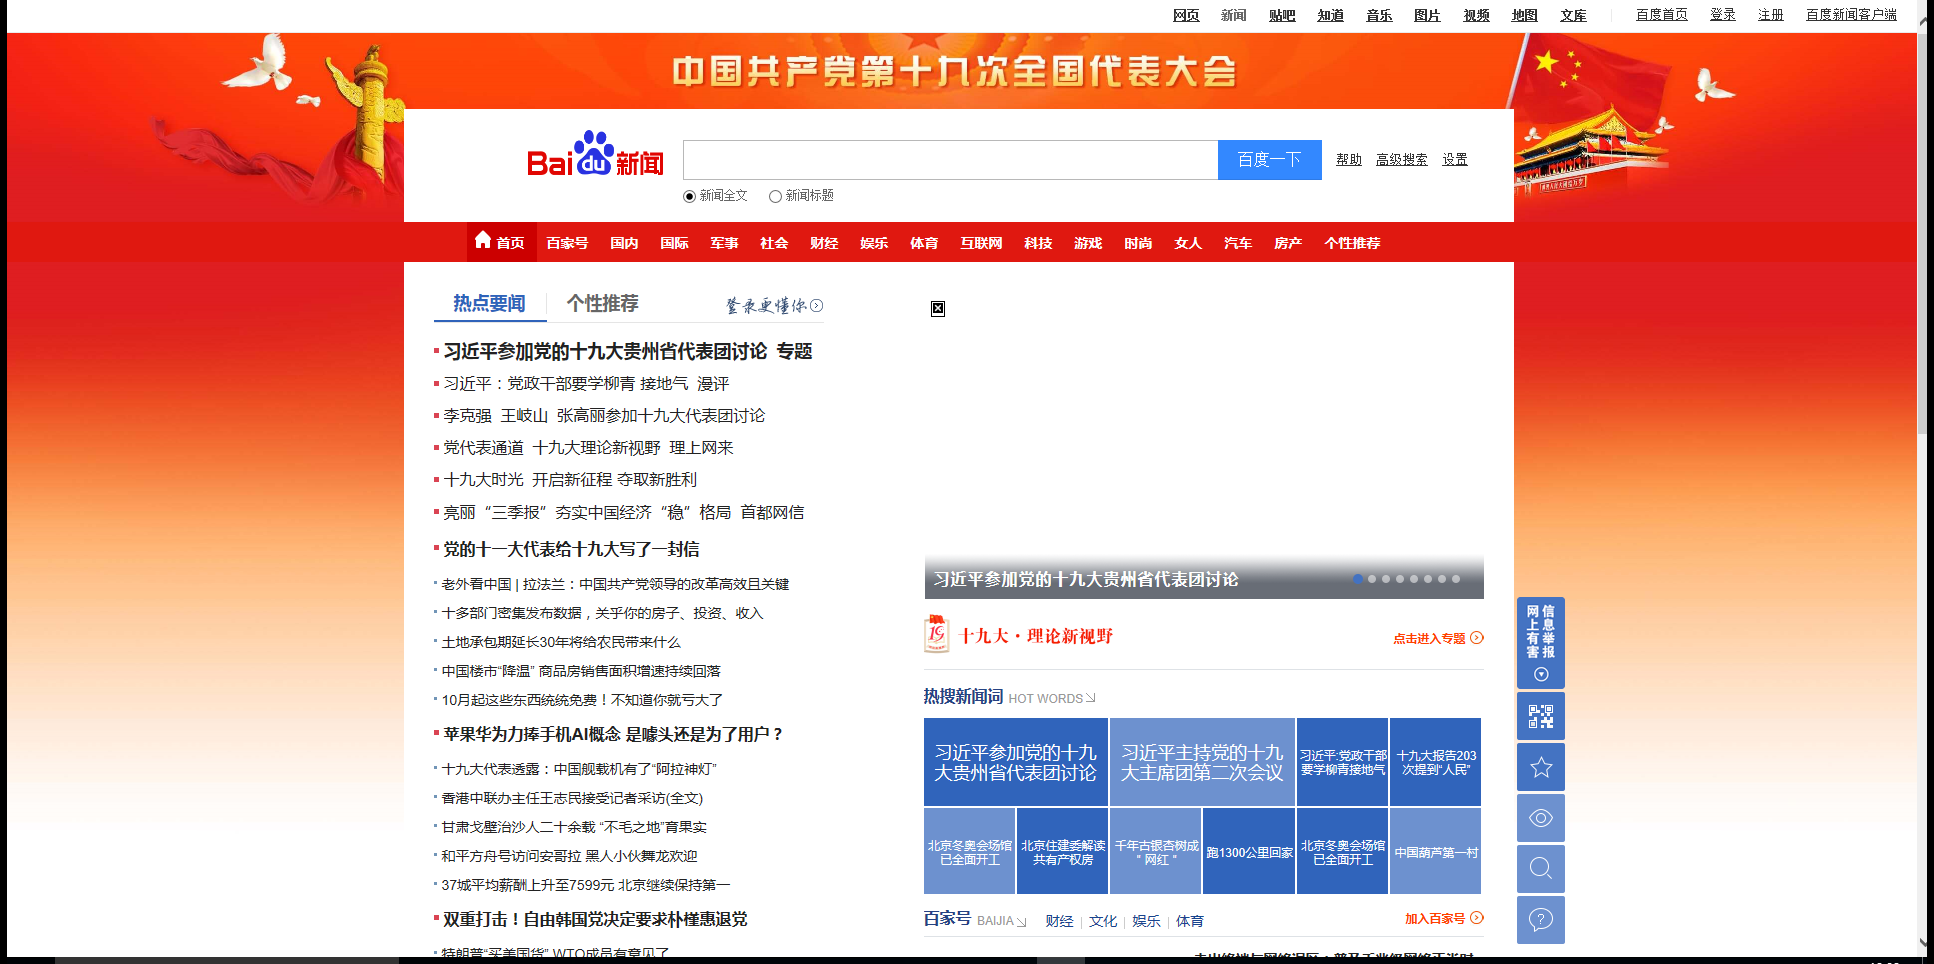 网页 新闻 贴吧 知道 音乐 图片 视频 地图 文库 百度首页 登录 注册 百度新闻客户端
中国共产党第十九次全国代表大会
Bai du 新闻 百度一下 帮助 高级搜索 设置
新闻全文 新闻标题
首页 百家号 国内 国际 军事 社会 财经 娱乐 体育 互联网 科技 游戏 时尚 女人 汽车 房产 个性推荐
热点要闻 个性推荐 登录更懂你
习近平参加党的十九大贵州省代表团讨论 专题
习近平：党政干部要学柳青 接地气 漫评
李克强 王岐山 张高丽参加十九大代表团讨论
党代表通道 十九大理论新视野 理上网来
十九大时光 开启新征程 夺取新胜利
亮丽“三季报”夯实中国经济“稳”格局 首都网信
党的十一大代表给十九大写了一封信
老外看中国 | 拉法兰：中国共产党领导的改革高效且关键
十多部门密集发布数据，关乎你的房子、投资、收入
土地承包期延长30年将给农民带来什么
中国楼市“降温” 商品房销售面积增速持续回落
10月起这些东西统统免费！不知道你就亏大了
苹果华为力捧手机AI概念 是噱头还是为了用户？
十九大代表透露：中国舰载机有了“阿拉神灯”
香港中联办主任王志民接受记者采访(全文)
甘肃戈壁治沙人二十余载 “不毛之地”育果实
和平方舟号访问安哥拉 黑人小伙舞龙欢迎
37城平均薪酬上升至7599元 北京继续保持第一
双重打击！自由韩国党决定要求朴槿惠退党
特朗普“买美国货” WTO成员有意见了
习近平参加党的十九大贵州省代表团讨论
19 十九大·理论新视野 点击进入专题
热搜新闻词 HOT WORDS
习近平参加党的十九
大贵州省代表团讨论
习近平主持党的十九
大主席团第二次会议
习近平:党政干部
要学柳青接地气
十九大报告203
次提到“人民”
北京冬奥会场馆
已全面开工
北京住建委解读
共有产权房
千年古银杏树成
＂网红＂
跑1300公里回家
北京冬奥会场馆
已全面开工
中国葫芦第一村
百家号 BAIJIA 财经 文化 娱乐 体育 加入百家号
网上有害
信息举报